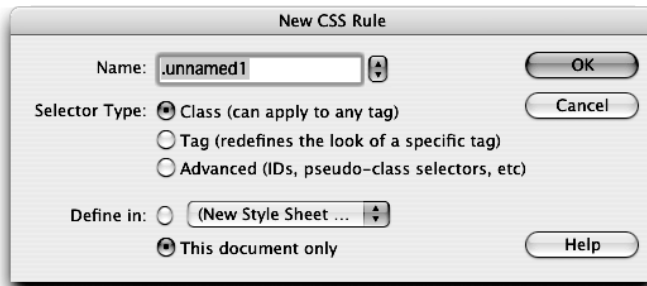 New CSS Rule
Name: .unnamed1
OK
Selector Type: Class (can apply to any tag)
Cancel
Tag (redefines the look of a specific tag)
Advanced (IDs, pseudo-class selectors, etc)
Define in: (New Style Sheet ...
This document only
Help